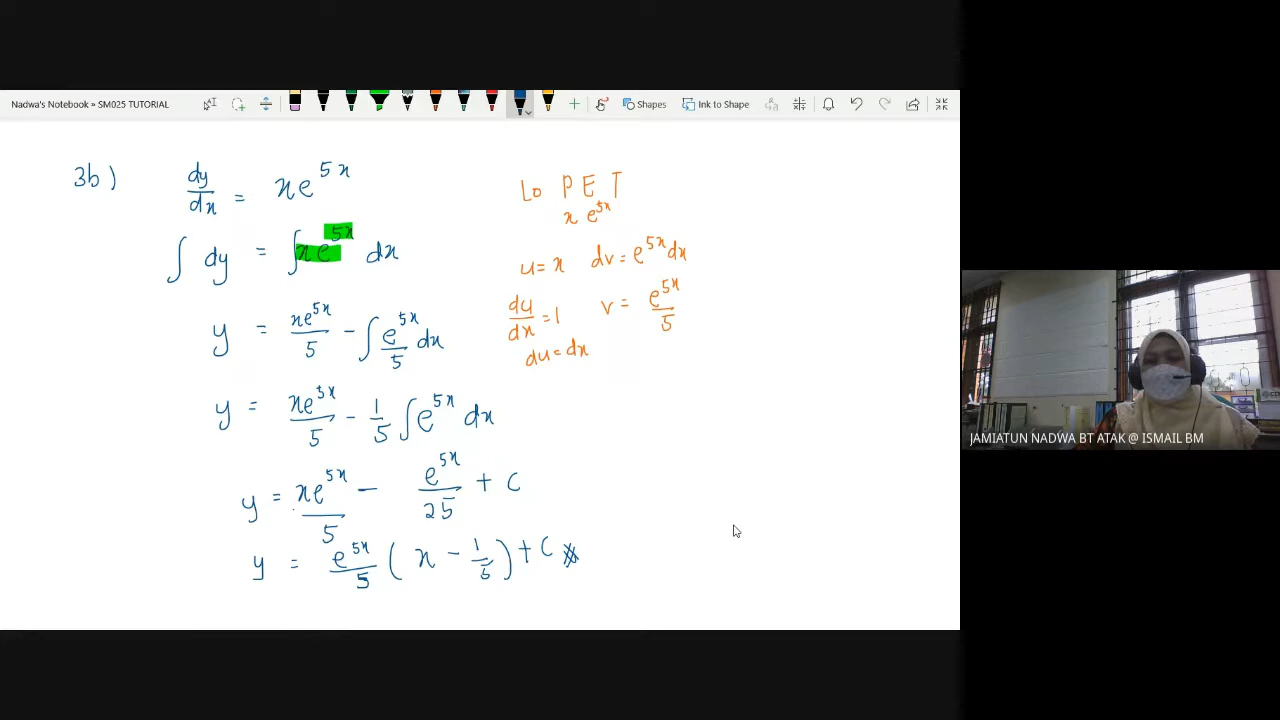 Nadwa's Notebook » SM025 TUTORIAL
Shapes
Ink to Shape
3b) dy/dx = xe^{5x}
∫ dy = ∫ xe^{5x} dx
y = xe^{5x}/5 - ∫ e^{5x}/5 dx
y = xe^{5x}/5 - 1/5 ∫ e^{5x} dx
y = xe^{5x}/5 - e^{5x}/25 + C
y = e^{5x}/5 ( x - 1/5 ) + C
Lo P E T
x e^{5x}
u = x dv = e^{5x} dx
du/dx = 1 v = e^{5x}/5
du = dx
JAMIATUN NADWA BT ATAK @ ISMAIL BM